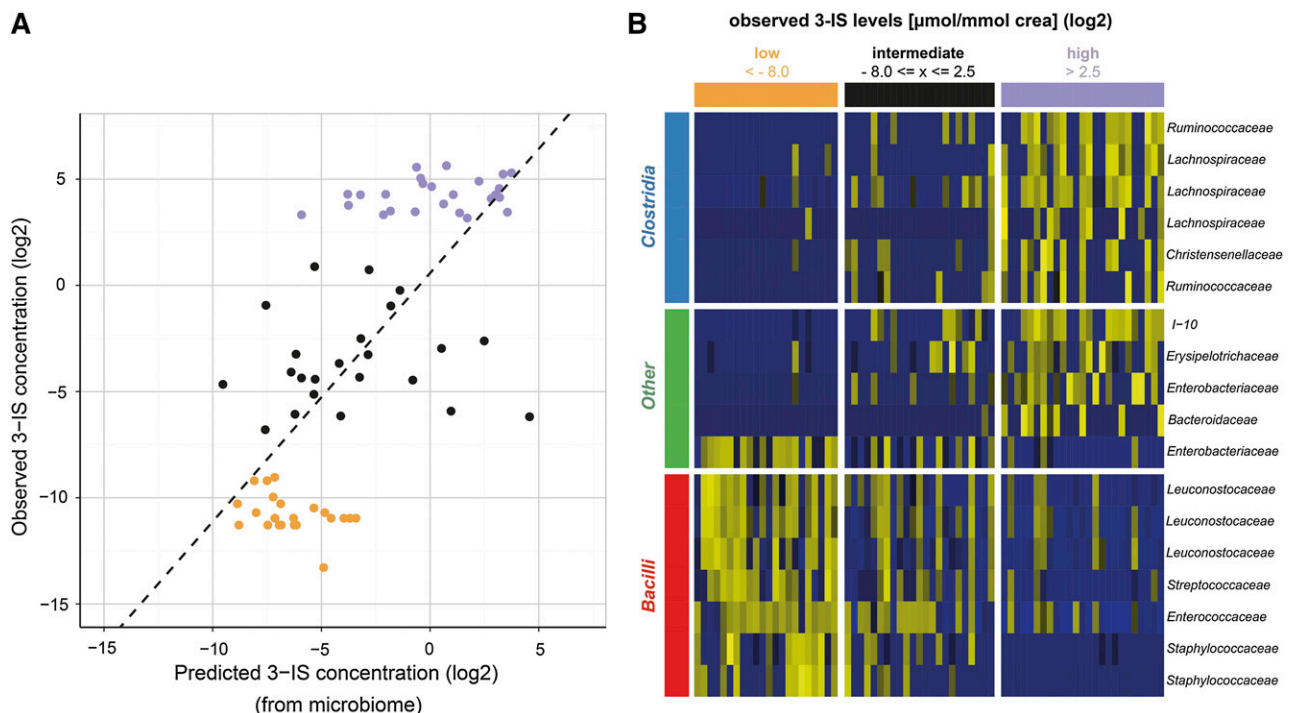 A
Observed 3-IS concentration (log2)
5
0
−5
−10
−15
−15
−10
−5
0
5
Predicted 3-IS concentration (log2)
(from microbiome)
B
observed 3-IS levels [µmol/mmol crea] (log2)
low
< - 8.0
intermediate
- 8.0 <= x <= 2.5
high
> 2.5
Clostridia
Ruminococcaceae
Lachnospiraceae
Lachnospiraceae
Lachnospiraceae
Christensenellaceae
Ruminococcaceae
Other
I−10
Erysipelotrichaceae
Enterobacteriaceae
Bacteroidaceae
Enterobacteriaceae
Bacilli
Leuconostocaceae
Leuconostocaceae
Leuconostocaceae
Streptococcaceae
Enterococcaceae
Staphylococcaceae
Staphylococcaceae